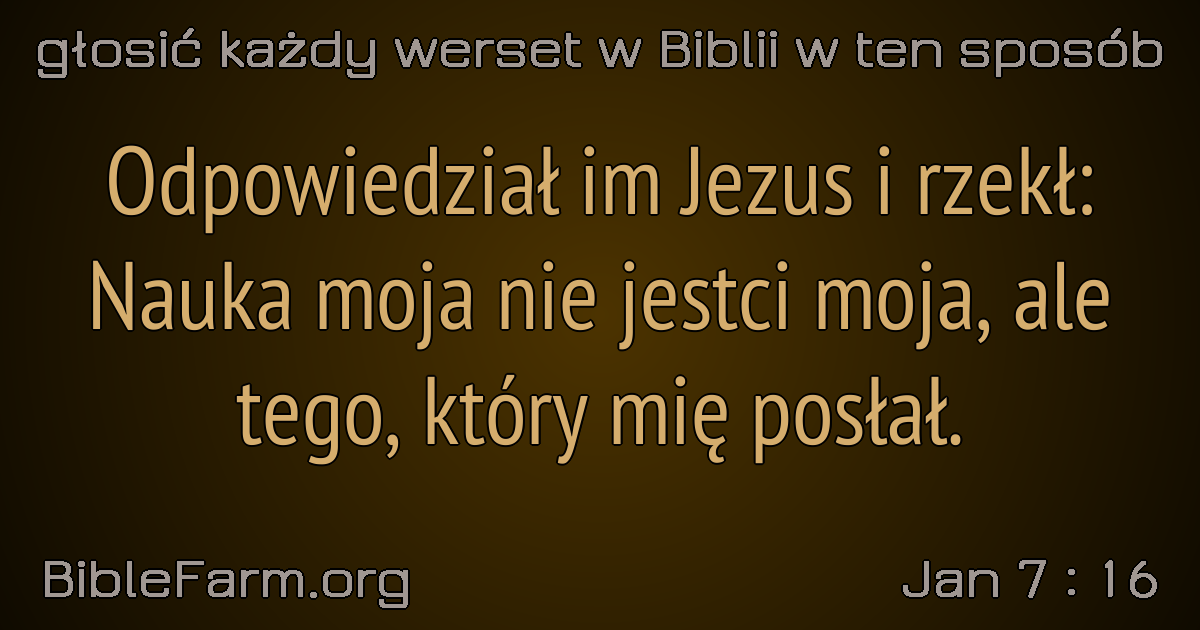 głosić każdy werset w Biblii w ten sposób
Odpowiedział im Jezus i rzekł:
Nauka moja nie jestci moja, ale
tego, który mię posłał.
BibleFarm.org
Jan 7 : 16